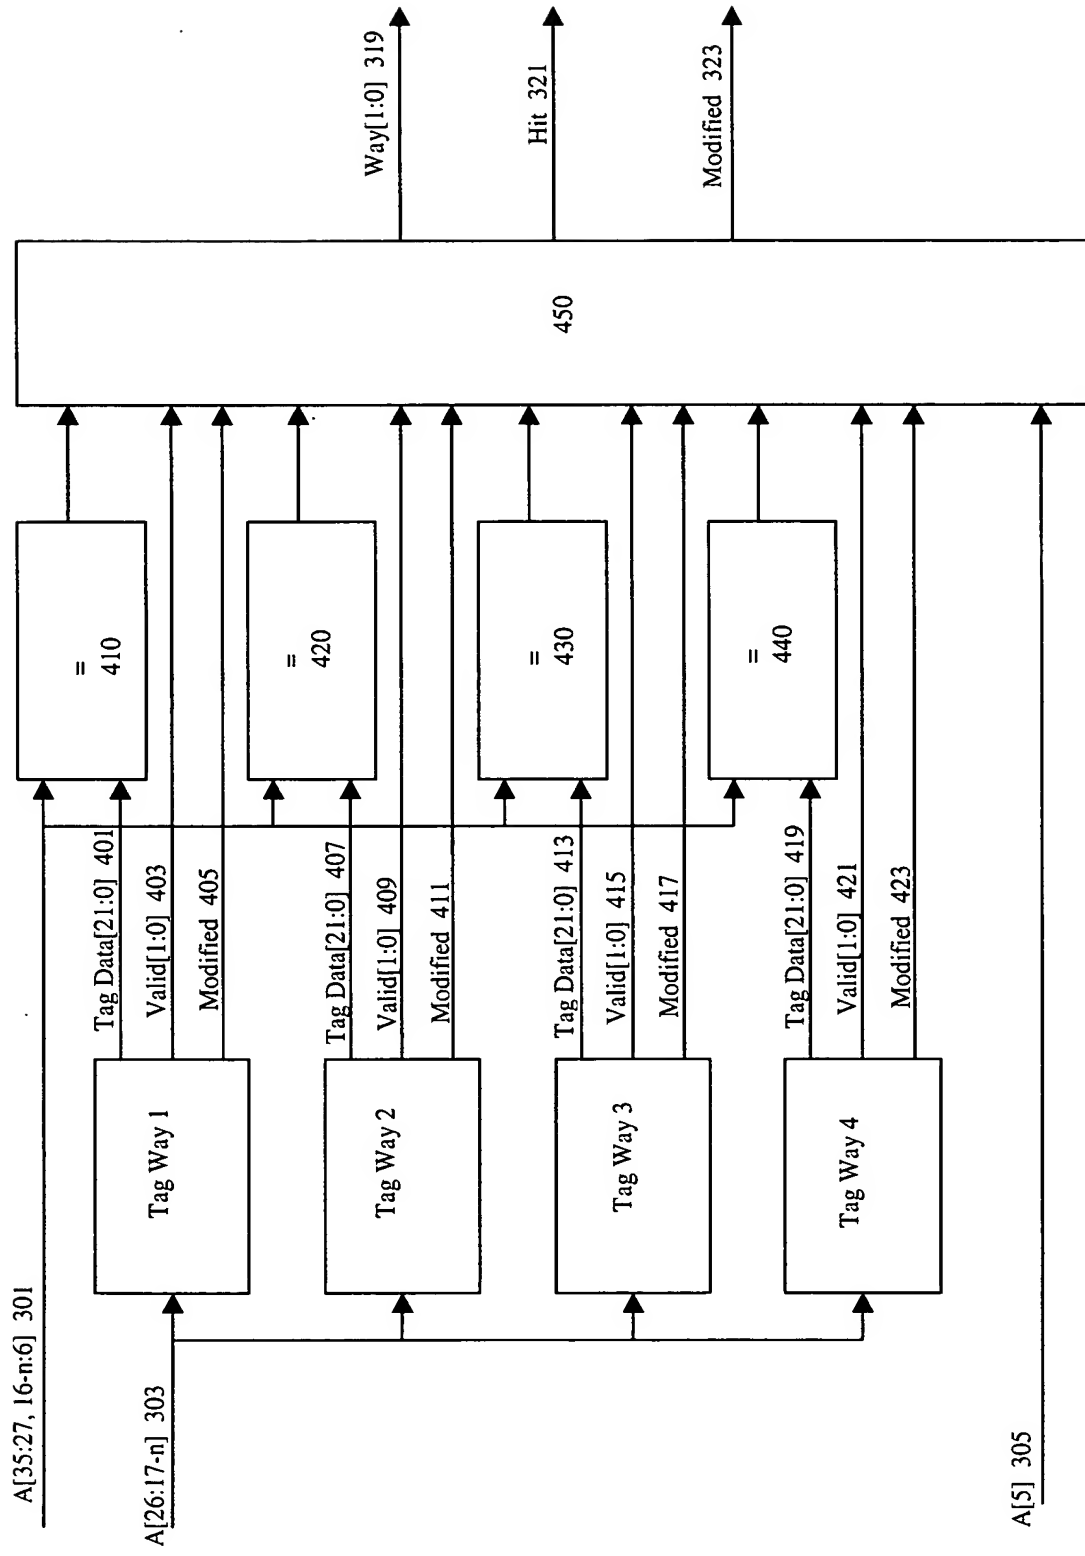 A[35:27, 16-n:6] 301
A[26:17-n] 303
A[5] 305
Tag Way 1
Tag Way 2
Tag Way 3
Tag Way 4
Tag Data[21:0] 401
Valid[1:0] 403
Modified 405
Tag Data[21:0] 407
Valid[1:0] 409
Modified 411
Tag Data[21:0] 413
Valid[1:0] 415
Modified 417
Tag Data[21:0] 419
Valid[1:0] 421
Modified 423
=
410
=
420
=
430
=
440
450
Way[1:0] 319
Hit 321
Modified 323